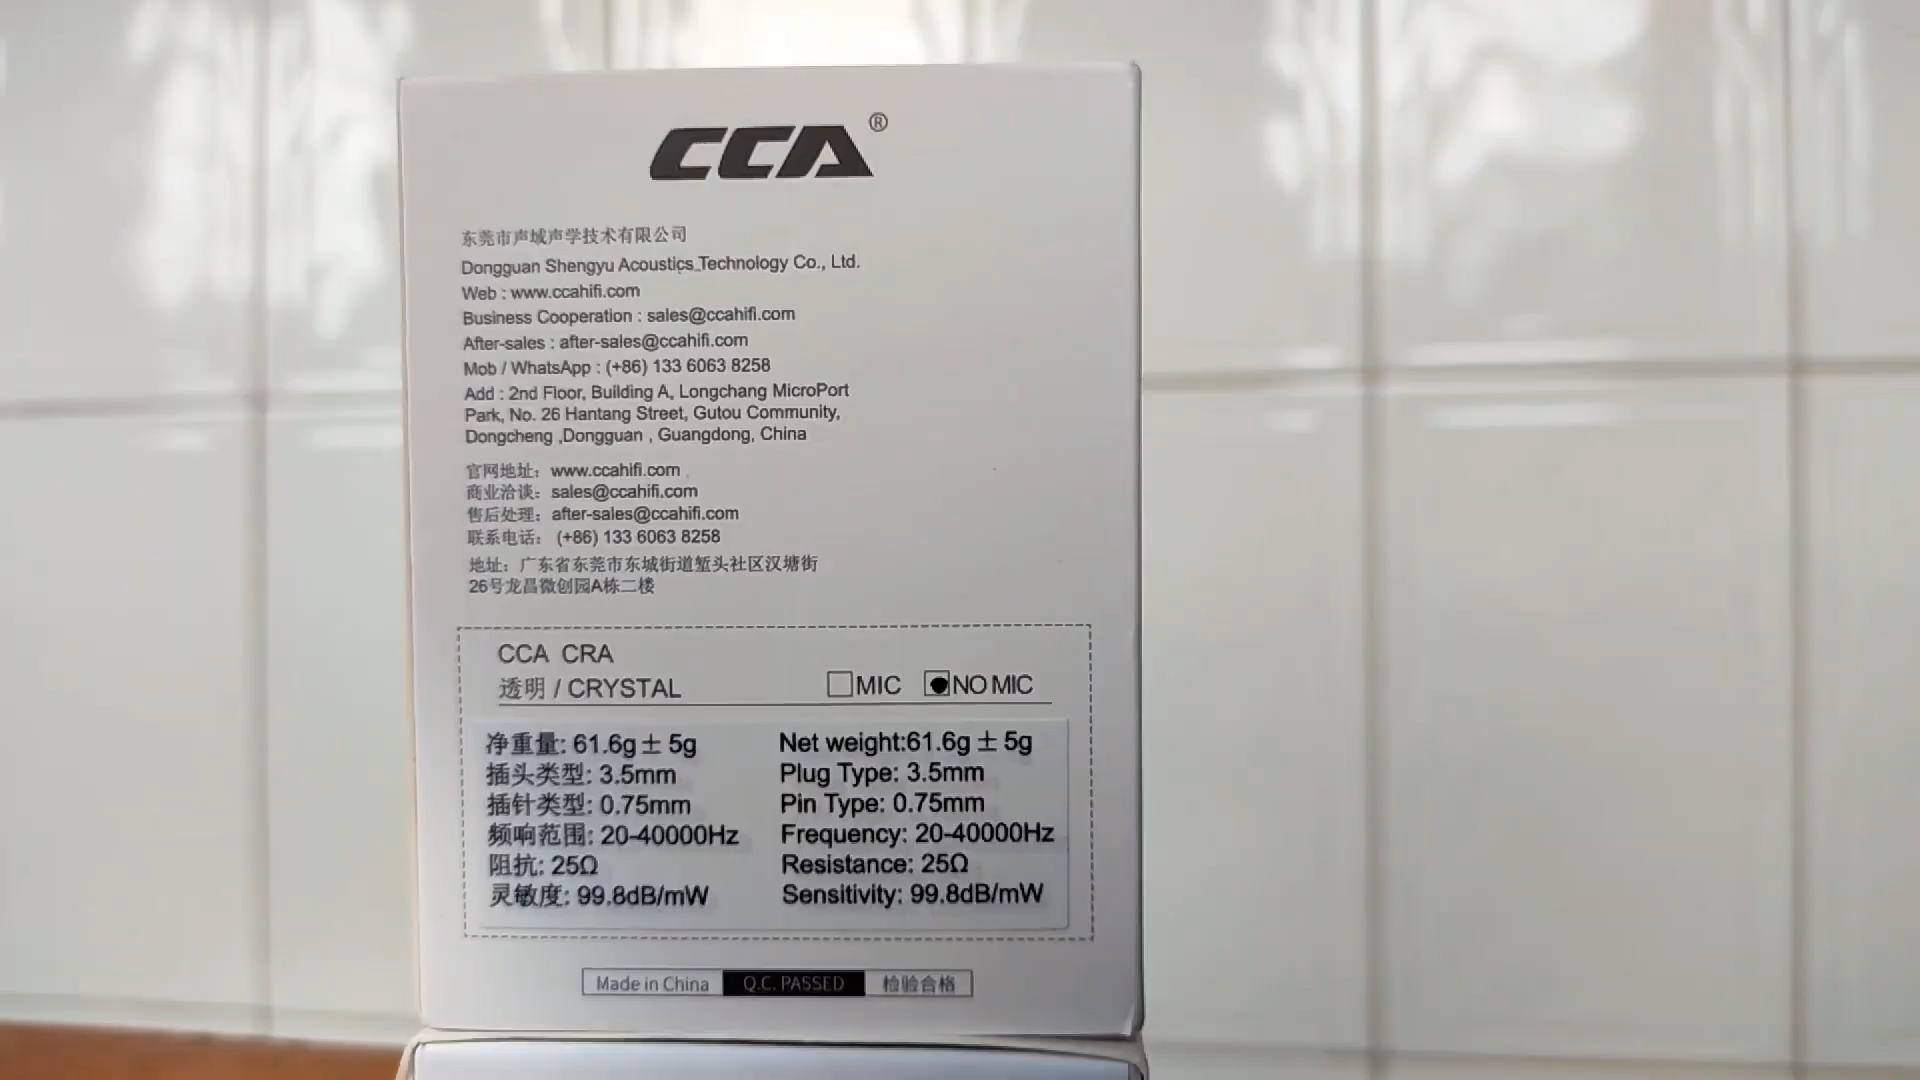 CCA®
东莞市声域声学技术有限公司
Dongguan Shengyu Acoustics Technology Co., Ltd.
Web : www.ccahifi.com
Business Cooperation : sales@ccahifi.com
After-sales : after-sales@ccahifi.com
Mob / WhatsApp : (+86) 133 6063 8258
Add : 2nd Floor, Building A, Longchang MicroPort
Park, No. 26 Hantang Street, Gutou Community,
Dongcheng ,Dongguan , Guangdong, China
官网地址：www.ccahifi.com
商业洽谈：sales@ccahifi.com
售后处理：after-sales@ccahifi.com
联系电话： (+86) 133 6063 8258
地址：广东省东莞市东城街道堑头社区汉塘街
26号龙昌微创园A栋二楼
CCA CRA
透明 / CRYSTAL MIC NO MIC
净重量: 61.6g ± 5g Net weight:61.6g ± 5g
插头类型: 3.5mm Plug Type: 3.5mm
插针类型: 0.75mm Pin Type: 0.75mm
频响范围: 20-40000Hz Frequency: 20-40000Hz
阻抗: 25Ω Resistance: 25Ω
灵敏度: 99.8dB/mW Sensitivity: 99.8dB/mW
Made in China Q.C. PASSED 检验合格